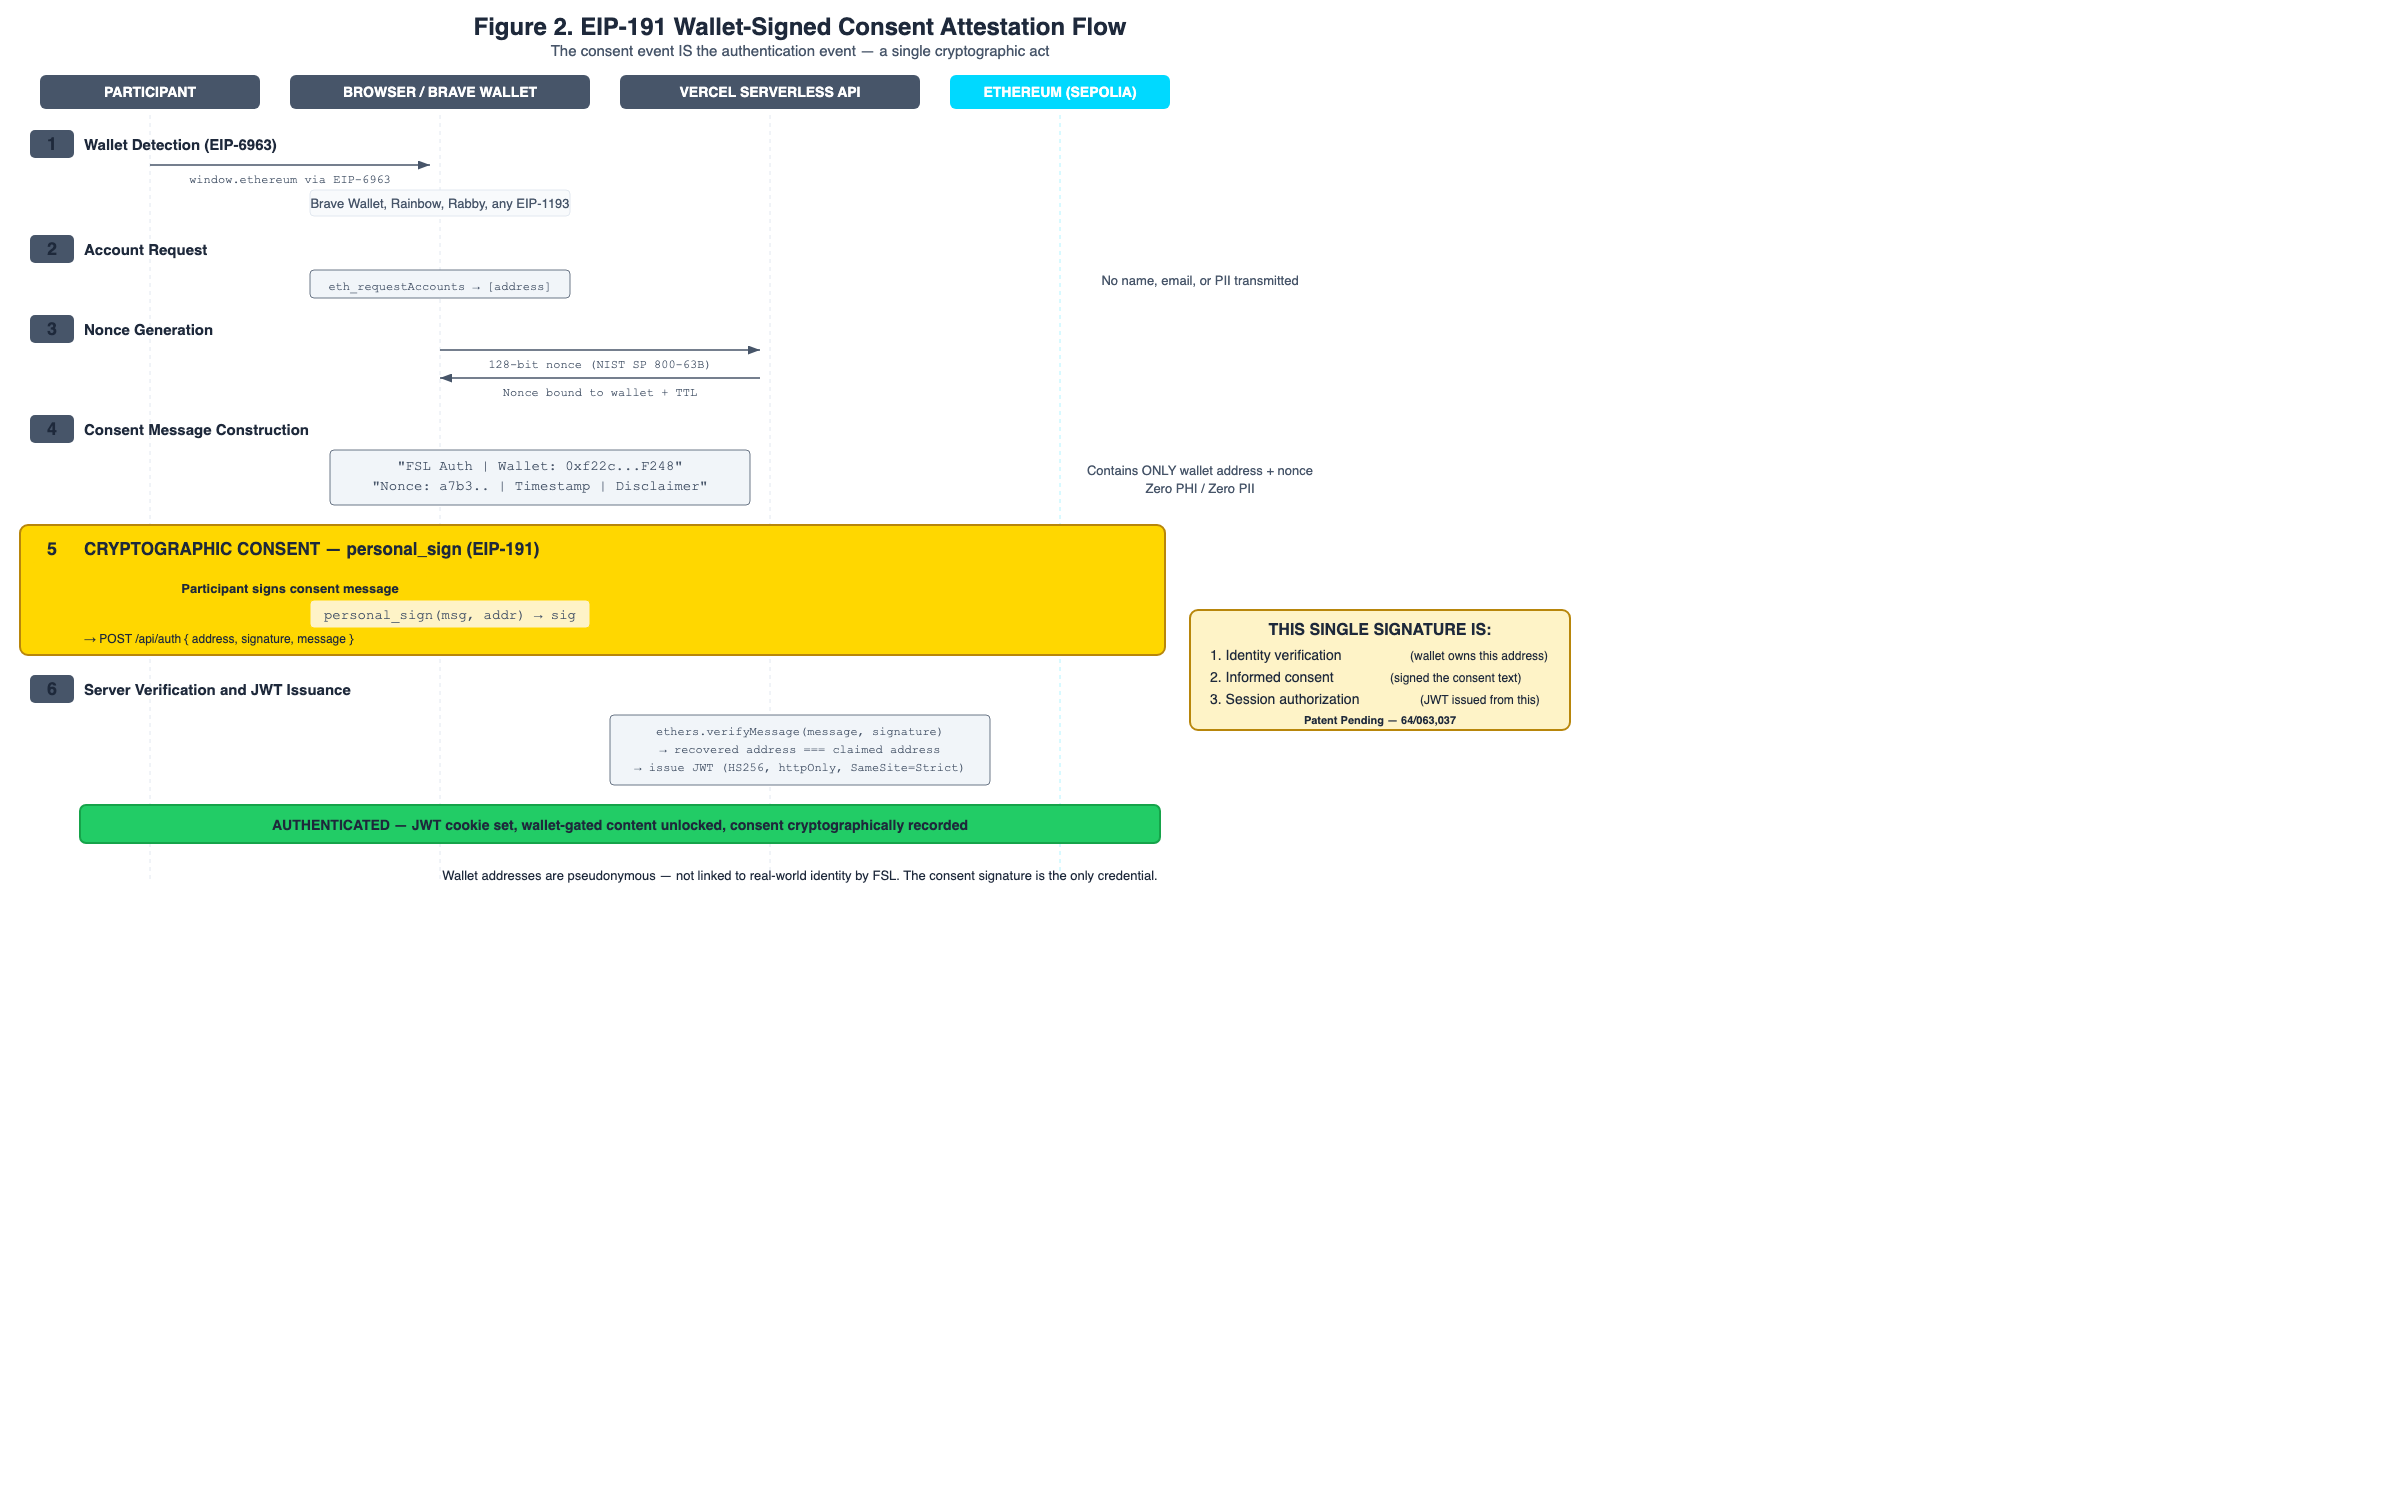 Figure 2. EIP-191 Wallet-Signed Consent Attestation Flow
The consent event IS the authentication event — a single cryptographic act
PARTICIPANT
BROWSER / BRAVE WALLET
VERCEL SERVERLESS API
ETHEREUM (SEPOLIA)
1 Wallet Detection (EIP-6963)
window.ethereum via EIP-6963
Brave Wallet, Rainbow, Rabby, any EIP-1193
2 Account Request
eth_requestAccounts → [address]
No name, email, or PII transmitted
3 Nonce Generation
128-bit nonce (NIST SP 800-63B)
Nonce bound to wallet + TTL
4 Consent Message Construction
"FSL Auth | Wallet: 0xf22c...F248"
"Nonce: a7b3.. | Timestamp | Disclaimer"
Contains ONLY wallet address + nonce
Zero PHI / Zero PII
5 CRYPTOGRAPHIC CONSENT — personal_sign (EIP-191)
Participant signs consent message
personal_sign(msg, addr) → sig
→ POST /api/auth { address, signature, message }
THIS SINGLE SIGNATURE IS:
1. Identity verification (wallet owns this address)
2. Informed consent (signed the consent text)
3. Session authorization (JWT issued from this)
Patent Pending — 64/063,037
6 Server Verification and JWT Issuance
ethers.verifyMessage(message, signature)
→ recovered address === claimed address
→ issue JWT (HS256, httpOnly, SameSite=Strict)
AUTHENTICATED — JWT cookie set, wallet-gated content unlocked, consent cryptographically recorded
Wallet addresses are pseudonymous — not linked to real-world identity by FSL. The consent signature is the only credential.